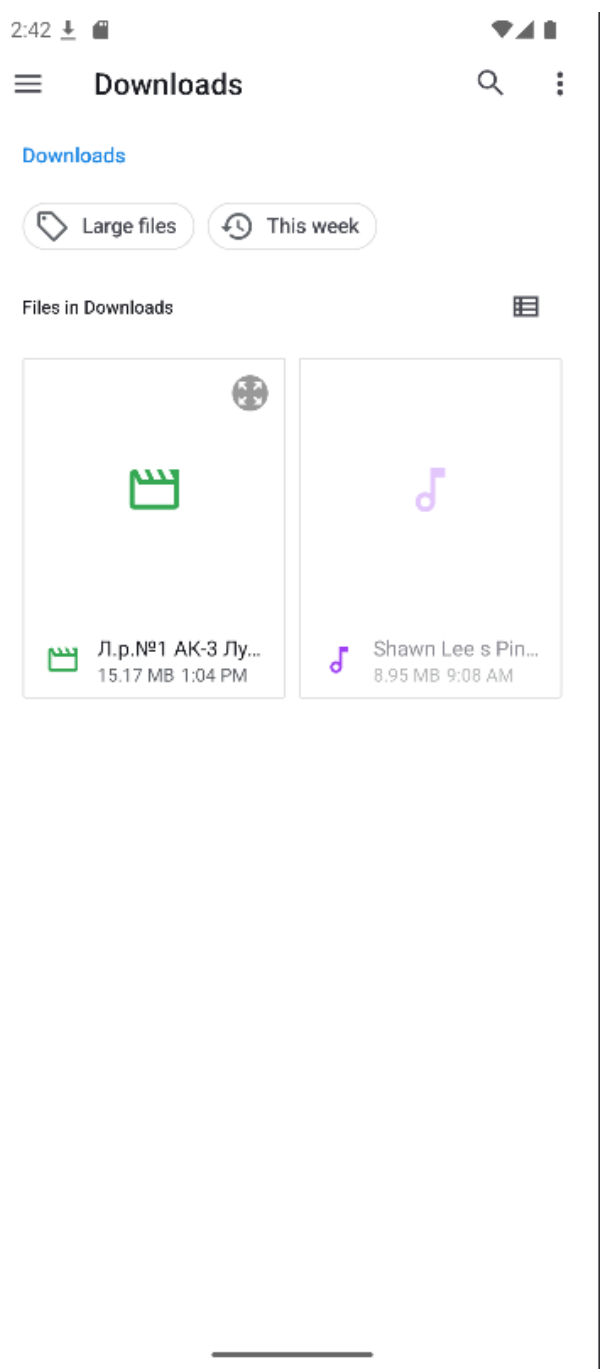 2:42
Downloads
Downloads
Large files
This week
Files in Downloads
Л.р.№1 АК-3 Лу...
15.17 MB 1:04 PM
Shawn Lee s Pin...
8.95 MB 9:08 AM